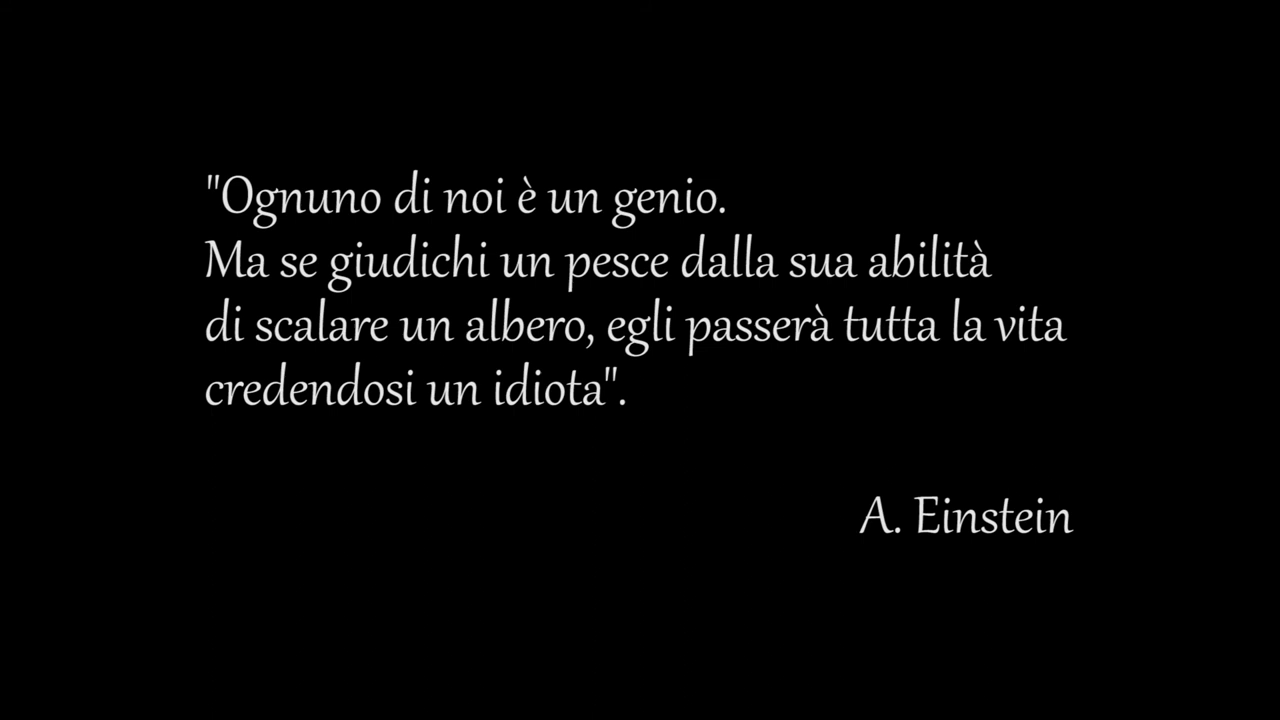 "Ognuno di noi è un genio.
Ma se giudichi un pesce dalla sua abilità
di scalare un albero, egli passerà tutta la vita
credendosi un idiota".
A. Einstein